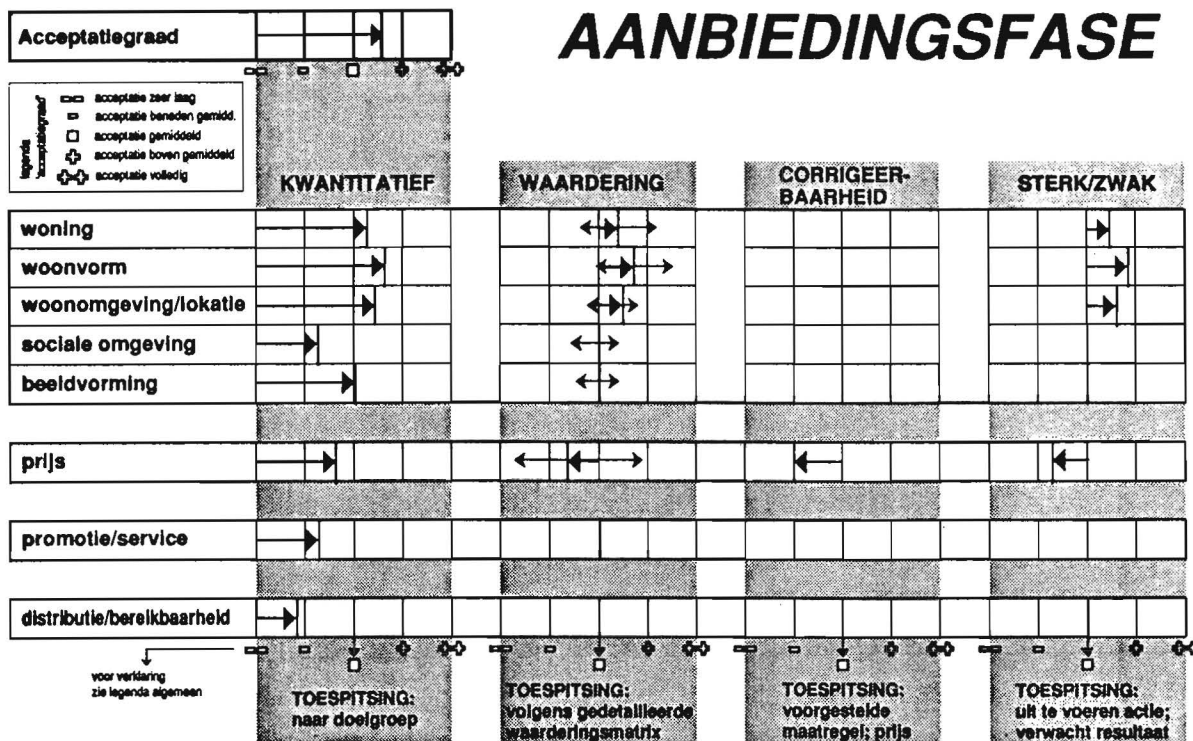 AANBIEDINGSFASE
Acceptatiegraad
legenda
"acceptatiegraad"
acceptatie zeer laag
acceptatie beneden gemidd.
acceptatie gemiddeld
acceptatie boven gemiddeld
acceptatie volledig
KWANTITATIEF
WAARDERING
CORRIGEER-
BAARHEID
STERK/ZWAK
woning
woonvorm
woonomgeving/lokatie
sociale omgeving
beeldvorming
prijs
promotie/service
distributie/bereikbaarheid
voor verklaring
zie legenda algemeen
TOESPITSING:
naar doelgroep
TOESPITSING:
volgens gedetailleerde
waarderingsmatrix
TOESPITSING:
voorgestelde
maatregel; prijs
TOESPITSING:
uit te voeren actie;
verwacht resultaat